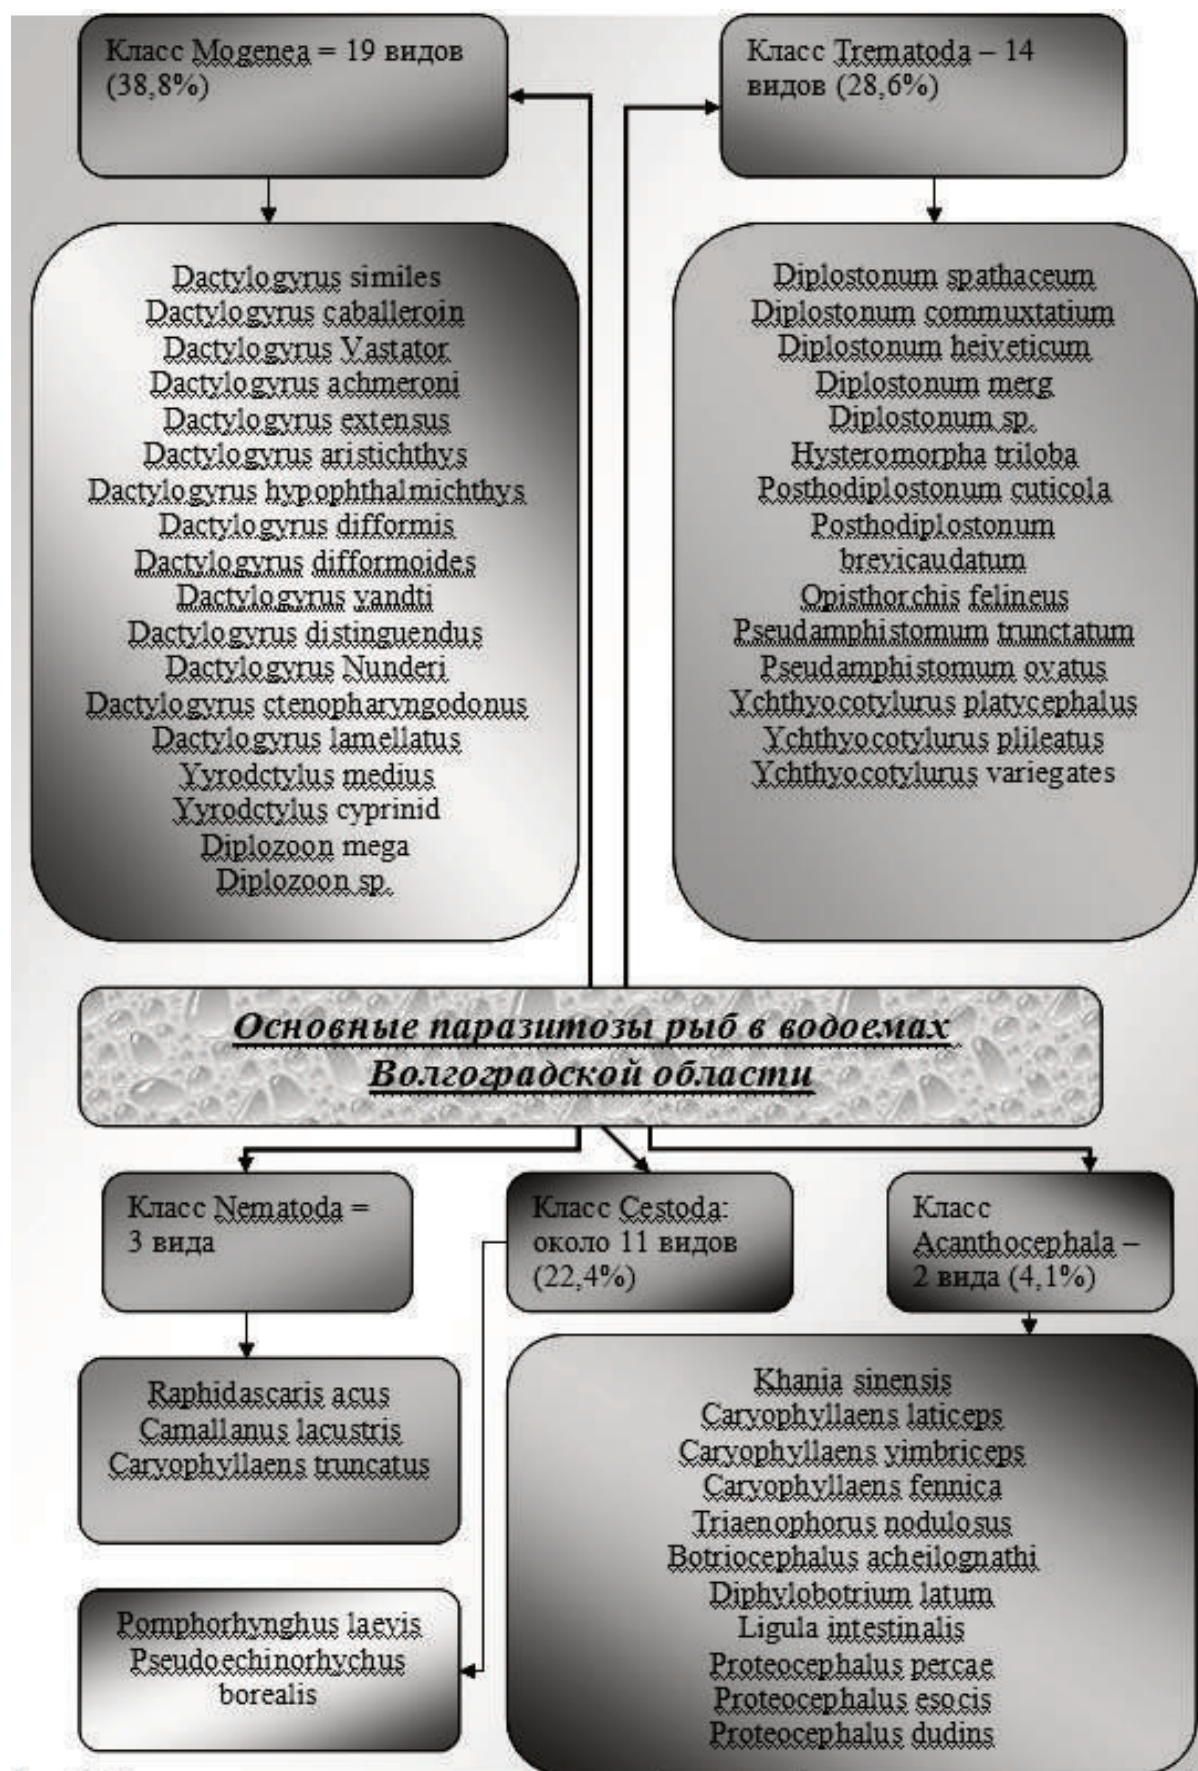 Класс Mogenea = 19 видов
(38,8%)
Класс Trematoda – 14
видов (28,6%)
Dactylogyrus similes
Dactylogyrus caballeroin
Dactylogyrus Vastator
Dactylogyrus achmeroni
Dactylogyrus extensus
Dactylogyrus aristichthys
Dactylogyrus hypophthalmichthys
Dactylogyrus difformis
Dactylogyrus difformoides
Dactylogyrus vandti
Dactylogyrus distinguendus
Dactylogyrus Nunderi
Dactylogyrus ctenopharyngodonus
Dactylogyrus lamellatus
Yyrodctylus medius
Yyrodctylus cyprinid
Diplozoon mega
Diplozoon sp.
Diplostonum spathaceum
Diplostonum commuxtatium
Diplostonum heiveticum
Diplostonum merg
Diplostonum sp.
Hysteromorpha triloba
Posthodiplostonum cuticola
Posthodiplostonum
brevicaudatum
Opisthorchis felineus
Pseudamphistomum trunctatum
Pseudamphistomum ovatus
Ychthyocotylurus platycephalus
Ychthyocotylurus plileatus
Ychthyocotylurus variegates
Основные паразитозы рыб в водоемах
Волгоградской области
Класс Nematoda =
3 вида
Класс Cestoda:
около 11 видов
(22,4%)
Класс
Acanthocephala –
2 вида (4,1%)
Raphidascaris acus
Camallanus lacustris
Caryophyllaens truncatus
Pomphorhynghus laevis
Pseudoechinorhychus
borealis
Khania sinensis
Caryophyllaens laticeps
Caryophyllaens vimbriceps
Caryophyllaens fennica
Triaenophorus nodulosus
Botriocephalus acheilognathi
Diphylobotrium latum
Ligula intestinalis
Proteocephalus percae
Proteocephalus esocis
Proteocephalus dudins